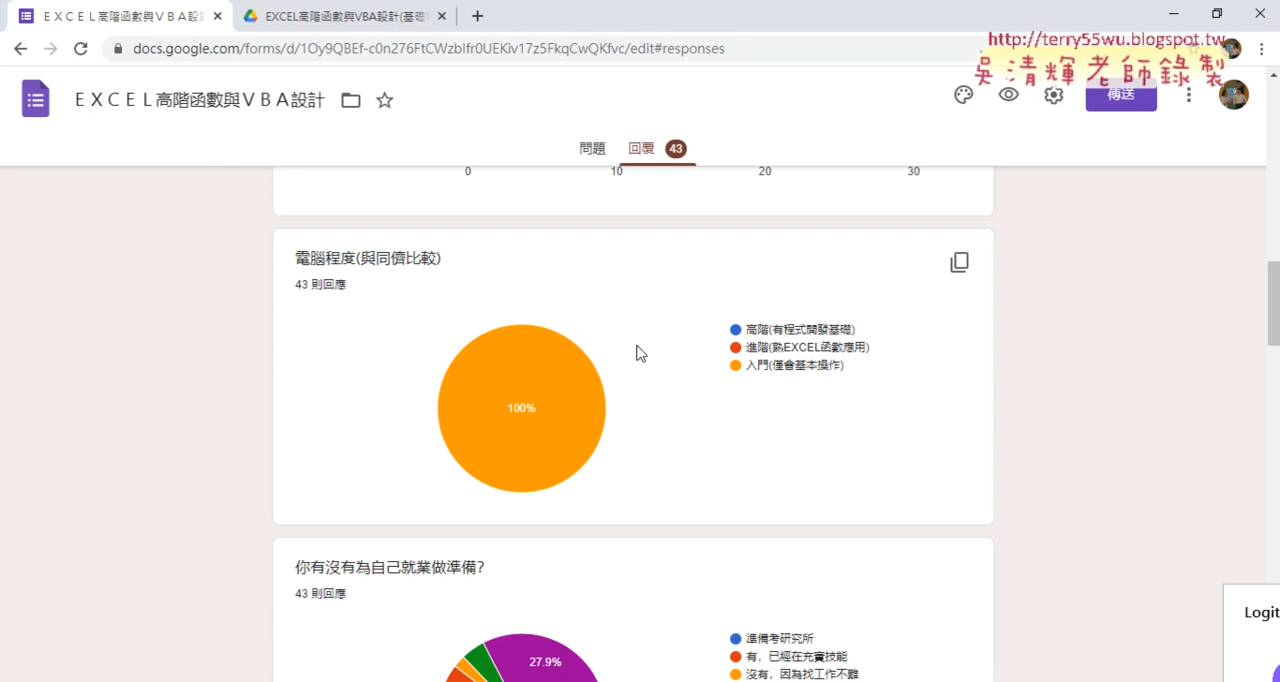 ＥＸＣＥＬ高階函數與ＶＢＡ設
EXCEL高階函數與VBA設計(基礎
docs.google.com/forms/d/1Oy9QBEf-c0n276FtCWzbIfr0UEKiv17z5FkqCwQKfvc/edit#responses
http://terry55wu.blogspot.tw
吳清輝老師錄製
ＥＸＣＥＬ高階函數與ＶＢＡ設計
傳送
問題
回覆 43
0 10 20 30
電腦程度(與同儕比較)
43 則回應
高階(有程式開發基礎)
進階(熟EXCEL函數應用)
入門(僅會基本操作)
100%
你有沒有為自己就業做準備?
43 則回應
準備考研究所
有，已經在充實技能
沒有，因為找工作不難
27.9%
Logit